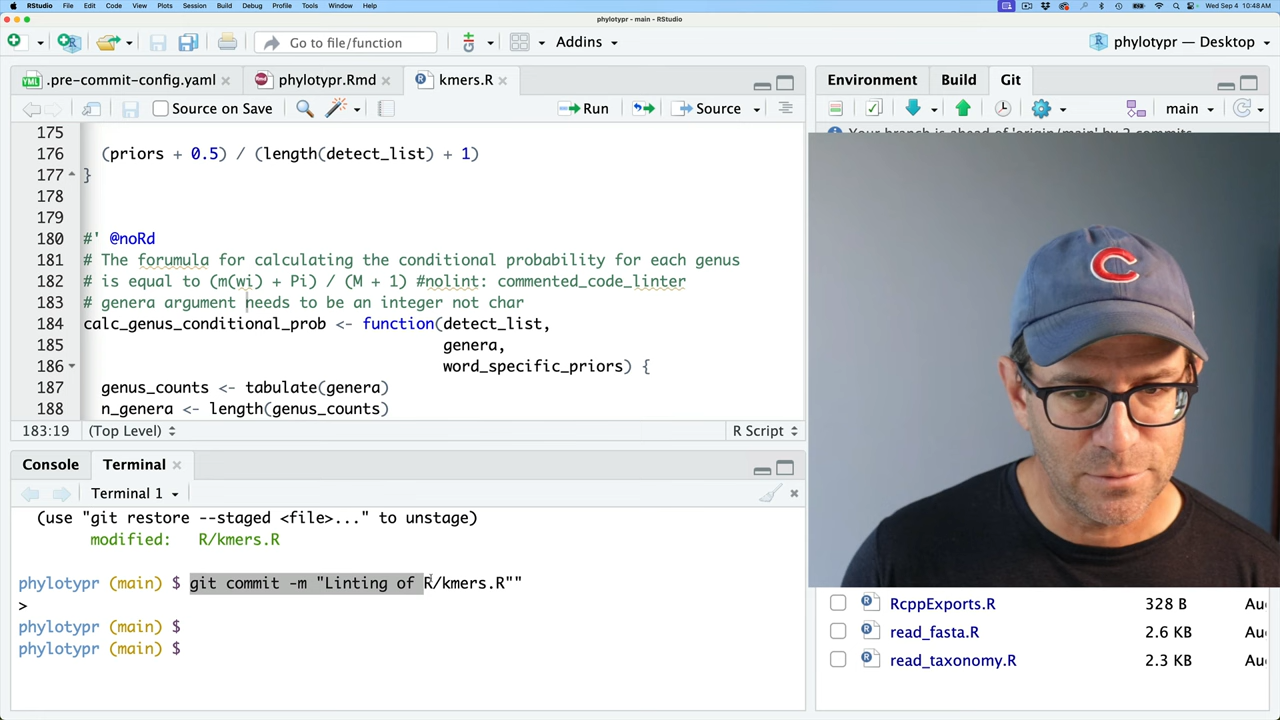 RStudio File Edit Code View Plots Session Build Debug Profile Tools Window Help Wed Sep 4 10:48 AM
phylotypr - main - RStudio
Go to file/function Addins phylotypr — Desktop
.pre-commit-config.yaml phylotypr.Rmd kmers.R
Source on Save Run Source
175
176 (priors + 0.5) / (length(detect_list) + 1)
177 }
178
179
180 #' @noRd
181 # The forumula for calculating the conditional probability for each genus
182 # is equal to (m(wi) + Pi) / (M + 1) #nolint: commented_code_linter
183 # genera argument needs to be an integer not char
184 calc_genus_conditional_prob <- function(detect_list,
185 genera,
186 word_specific_priors) {
187 genus_counts <- tabulate(genera)
188 n_genera <- length(genus_counts)
183:19 (Top Level) R Script
Console Terminal
Terminal 1
(use "git restore --staged <file>..." to unstage)
modified: R/kmers.R
phylotypr (main) $ git commit -m "Linting of R/kmers.R""
>
phylotypr (main) $
phylotypr (main) $
Environment Build Git
main
Your branch is ahead of 'origin/main' by 2 commits
C
RcppExports.R 328 B Au
read_fasta.R 2.6 KB Au
read_taxonomy.R 2.3 KB Au